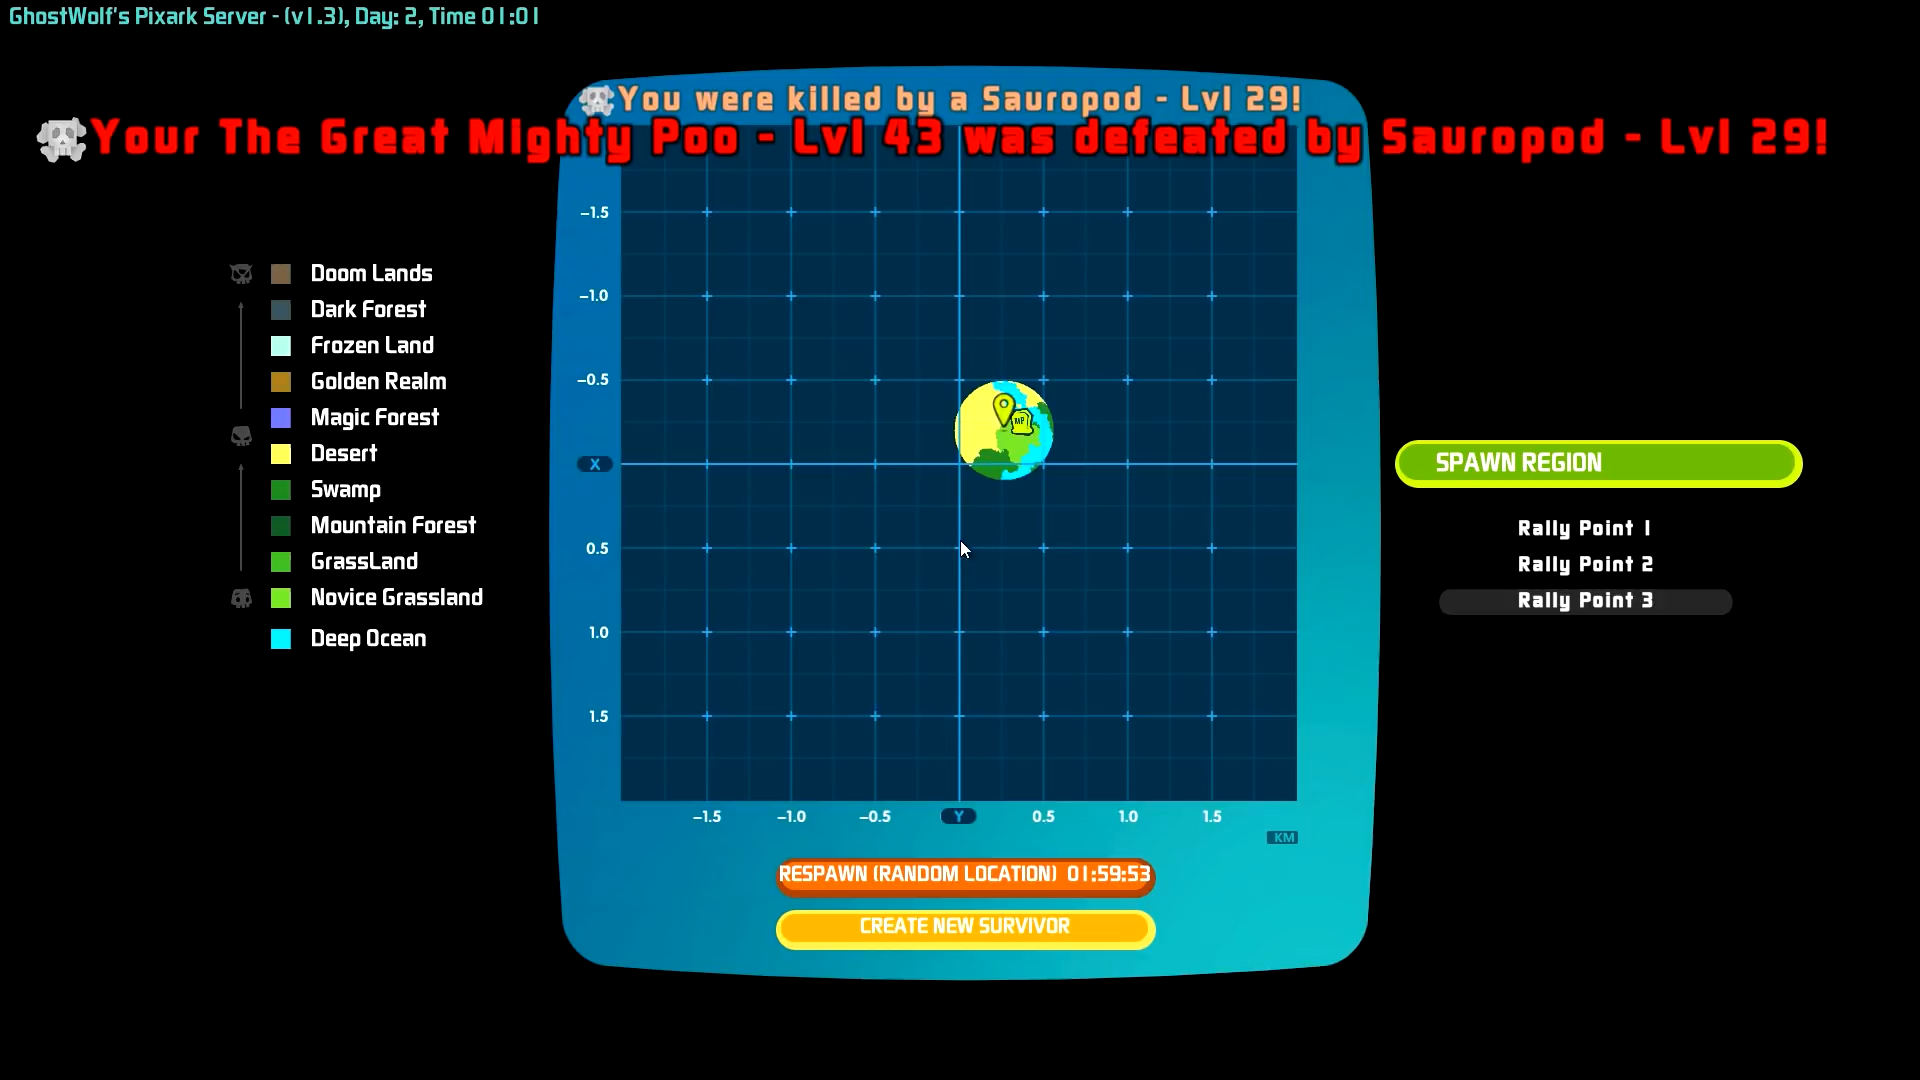 GhostWolf's Pixark Server - (v1.3), Day: 2, Time 01:01
You were killed by a Sauropod - Lvl 29!
Your The Great Mighty Poo - Lvl 43 was defeated by Sauropod - Lvl 29!
Doom Lands
Dark Forest
Frozen Land
Golden Realm
Magic Forest
Desert
Swamp
Mountain Forest
GrassLand
Novice Grassland
Deep Ocean
-1.5
-1.0
-0.5
X
0.5
1.0
1.5
-1.5 -1.0 -0.5 Y 0.5 1.0 1.5
KM
RESPAWN (RANDOM LOCATION) 01:59:53
CREATE NEW SURVIVOR
SPAWN REGION
Rally Point 1
Rally Point 2
Rally Point 3